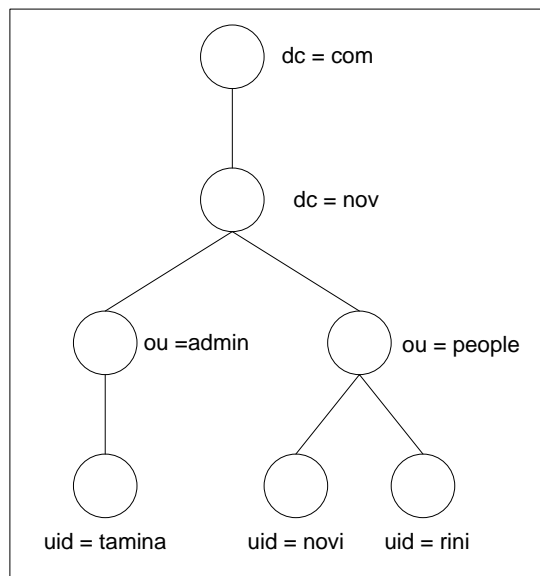 dc = com
dc = nov
ou =admin
ou = people
uid = tamina
uid = novi
uid = rini